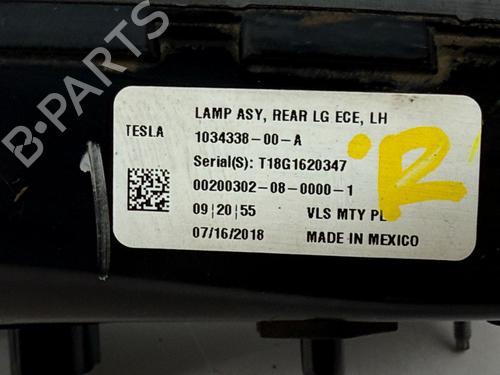 LAMP ASY, REAR LG ECE, LH
TESLA
1034338-00-A
Serial(S): T18G1620347
00200302-08-0000-1
09|20|55 VLS MTY
07/16/2018 MADE IN MEXICO
R
B-PARTS